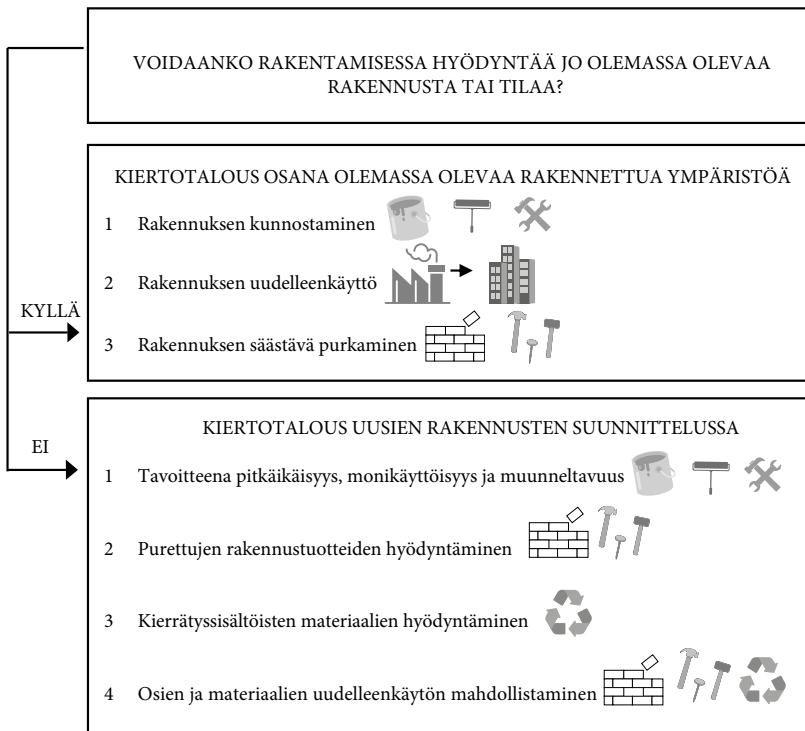 VOIDAANKO RAKENTAMISESSA HYÖDYNTÄÄ JO OLEMASSA OLEVAA
RAKENNUSTA TAI TILAA?
KYLLÄ
KIERTOTALOUS OSANA OLEMASSA OLEVAA RAKENNETTUA YMPÄRISTÖÄ
1 Rakennuksen kunnostaminen
2 Rakennuksen uudelleenkäyttö
3 Rakennuksen säästävä purkaminen
EI
KIERTOTALOUS UUSIEN RAKENNUSTEN SUUNNITTELUSSA
1 Tavoitteena pitkäikäisyys, monikäyttöisyys ja muunneltavuus
2 Purettujen rakennustuotteiden hyödyntäminen
3 Kierrätyssisältöisten materiaalien hyödyntäminen
4 Osien ja materiaalien uudelleenkäytön mahdollistaminen